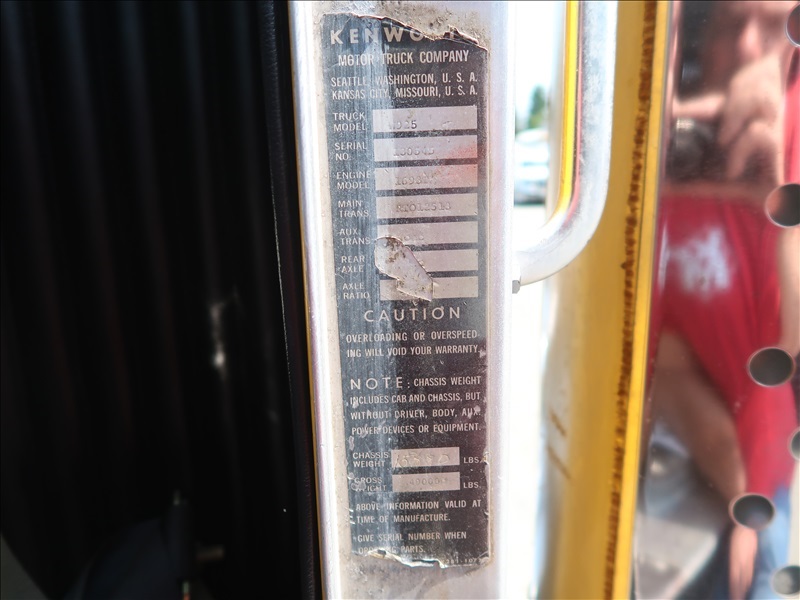 KENWO
MOTOR TRUCK COMPANY
SEATTLE, WASHINGTON, U. S. A.
KANSAS CITY, MISSOURI, U. S. A.
TRUCK
MODEL
SERIAL
NO.
ENGINE
MODEL
MAIN
TRANS
RTO12513
AUX.
TRANS
REAR
AXLE
AXLE
RATIO
CAUTION
OVERLOADING OR OVERSPEED
ING WILL VOID YOUR WARRANTY
NOTE: CHASSIS WEIGHT
INCLUDES CAB AND CHASSIS, BUT
WITHOUT DRIVER, BODY, AUX.
POWER DEVICES OR EQUIPMENT.
CHASSIS
WEIGHT
LBS.
GROSS
WEIGHT
LBS.
ABOVE INFORMATION VALID AT
TIME OF MANUFACTURE.
GIVE SERIAL NUMBER WHEN
PARTS.